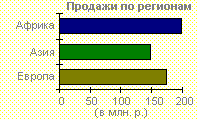 Продажи по регионам
Африка
Азия
Европа
0 50 100 150 200
(в млн. р.)